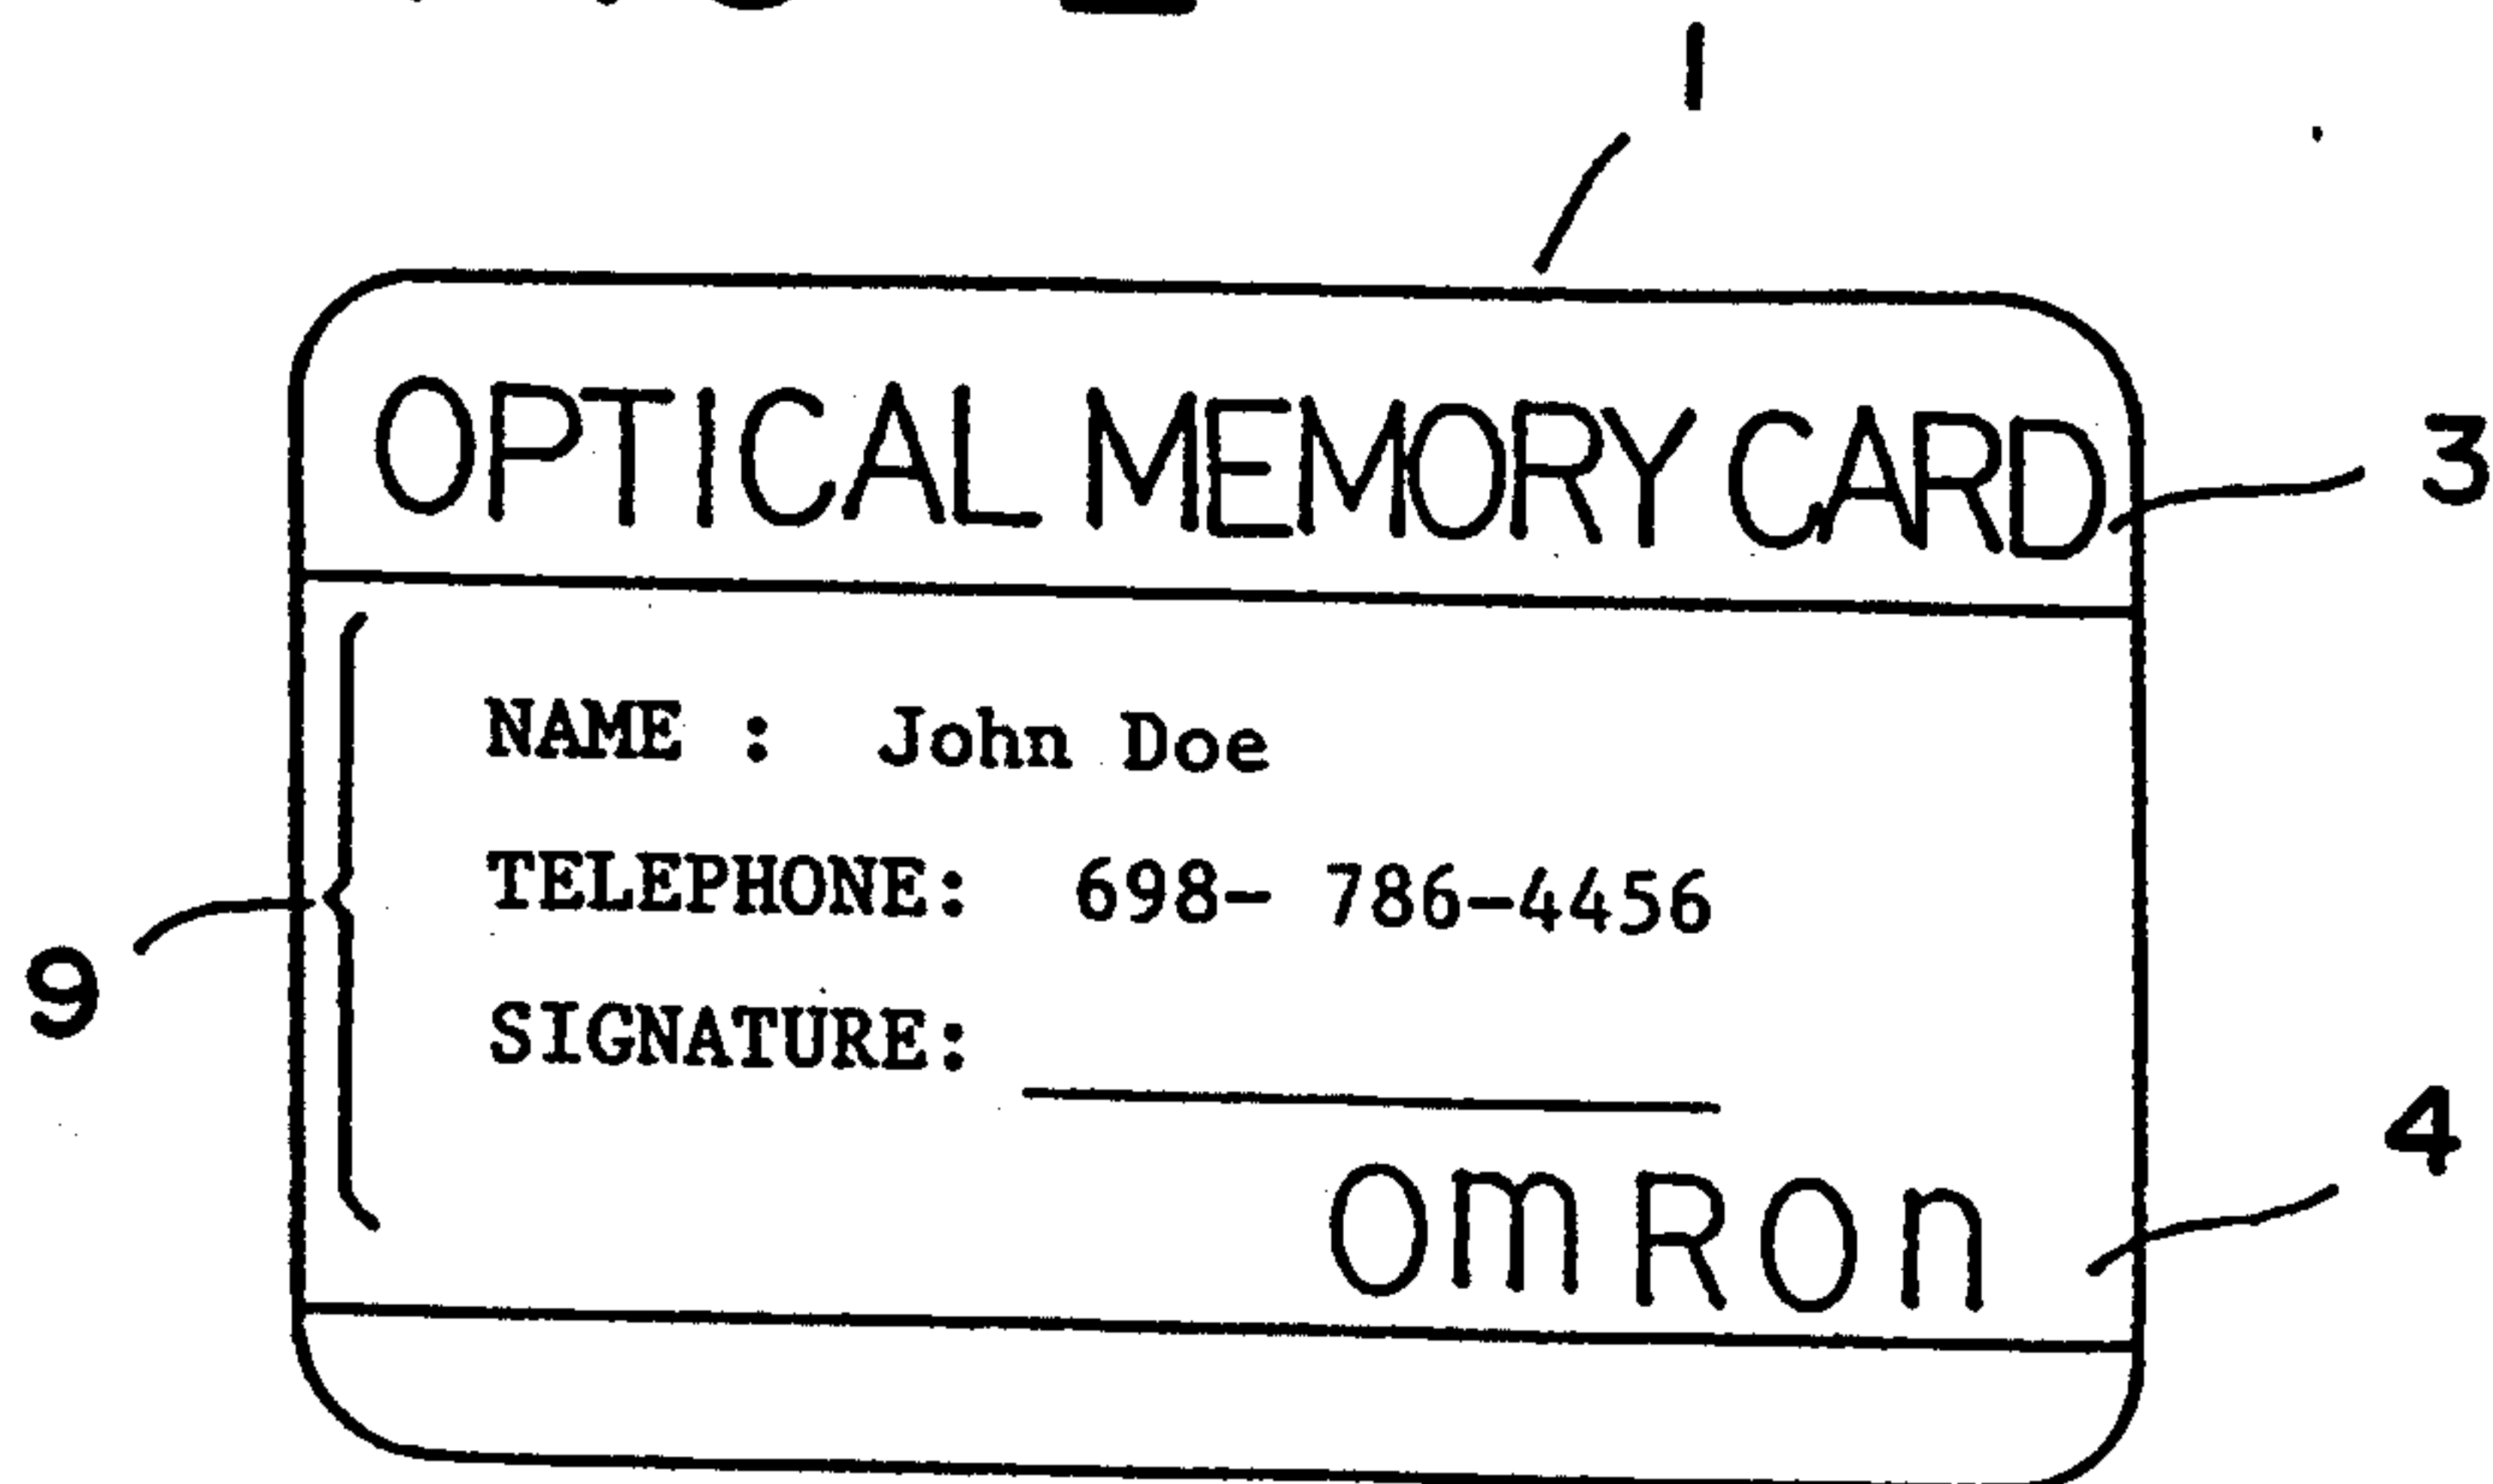 1
OPTICAL MEMORY CARD
3
NAME : John Doe
TELEPHONE: 698- 786-4456
9
SIGNATURE:
4
OMRON